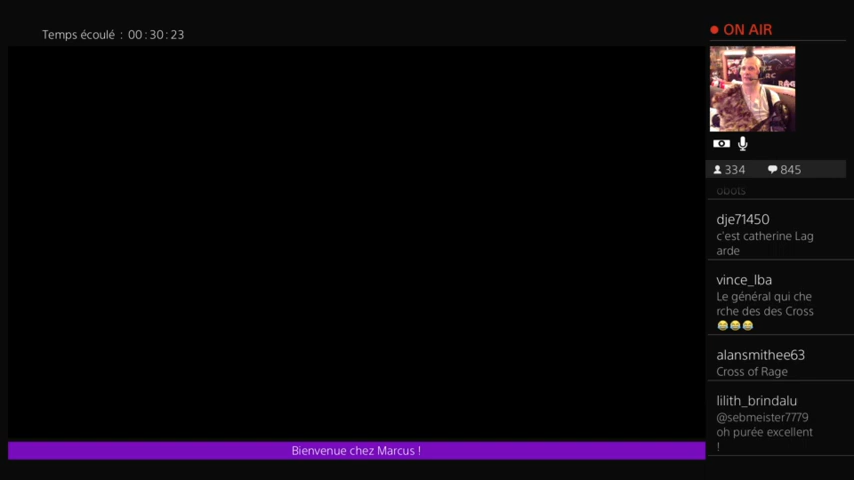 Temps écoulé : 00:30:23
ON AIR
334 845
obots
dje71450
c'est catherine Lag
arde
vince_lba
Le général qui che
rche des des Cross
😂😂😂
alansmithee63
Cross of Rage
lilith_brindalu
@sebmeister7779
oh purée excellent
!
Bienvenue chez Marcus !